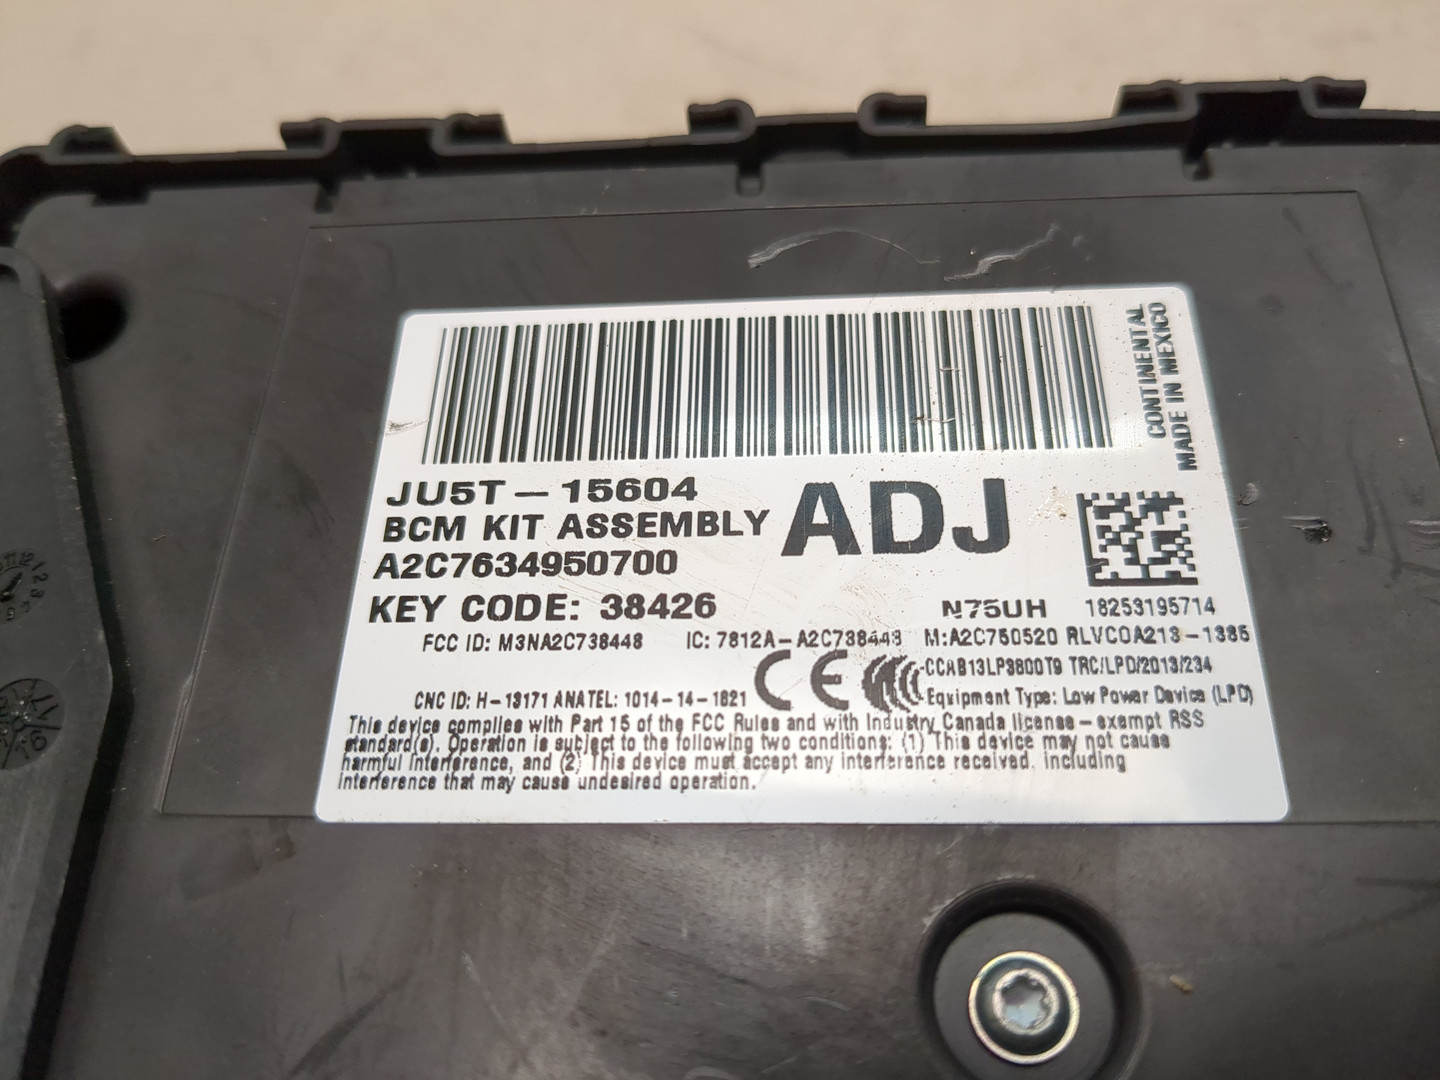 CONTINENTAL
MADE IN MEXICO
JU5T-15604 ADJ
BCM KIT ASSEMBLY
A2C7634950700
KEY CODE: 38426 N75UH 18253195714
FCC ID: M3NA2C738448 IC: 7812A-A2C738448 M:A2C750520 RLVCOA213-1385
CE CCAB13LP3800T9 TRC/LPD/2013/234
CNC ID: H-13171 ANATEL: 1014-14-1821 Equipment Type: Low Power Device (LPD)
This device complies with Part 15 of the FCC Rules and with Industry Canada license-exempt RSS
standard(s). Operation is subject to the following two conditions: (1) This device may not cause
harmful interference, and (2) This device must accept any interference received, including
interference that may cause undesired operation.